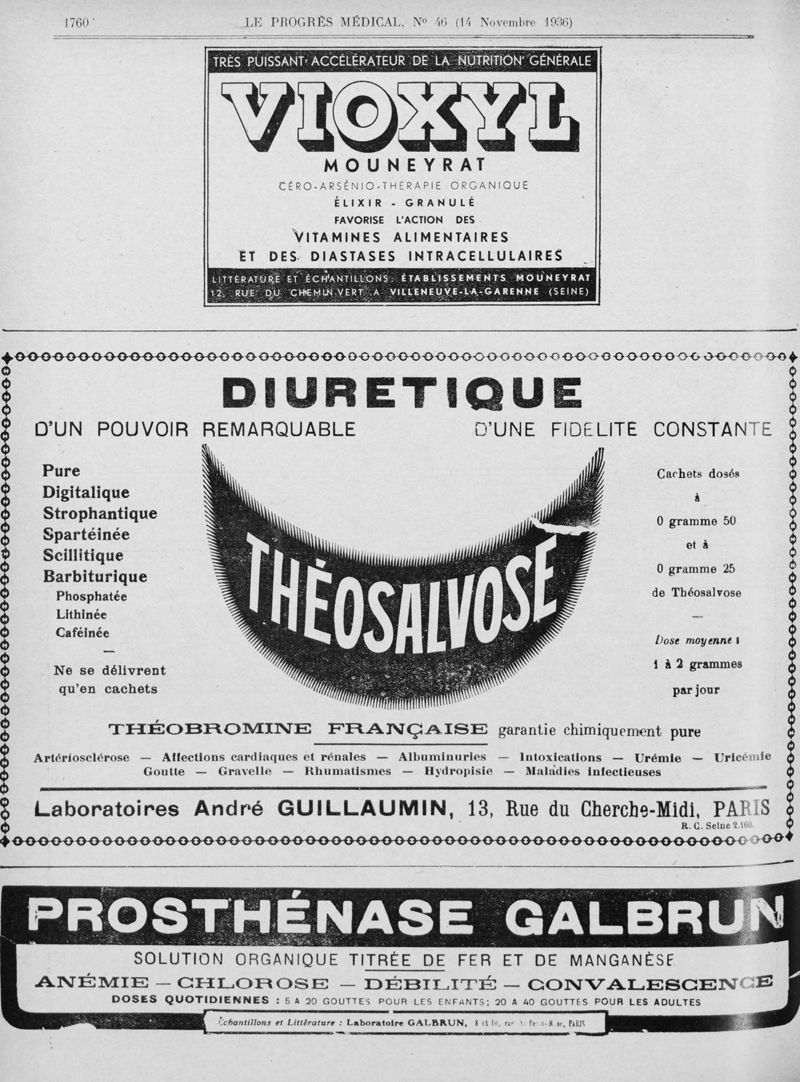 1760
LE PROGRÈS MÉDICAL, Nº 46 (14 Novembre 1936)
TRÈS PUISSANT ACCÉLÉRATEUR DE LA NUTRITION GÉNÉRALE
VIOXYL
MOUNEYRAT
CÉRO-ARSÉNIO-THÉRAPIE ORGANIQUE
ÉLIXIR - GRANULÉ
FAVORISE L'ACTION DES
VITAMINES ALIMENTAIRES
ET DES DIASTASES INTRACELLULAIRES
LITTÉRATURE ET ÉCHANTILLONS: ÉTABLISSEMENTS MOUNEYRAT
12, RUE DU CHEMIN-VERT A VILLENEUVE-LA-GARENNE (SEINE)
DIURETIQUE
D'UN POUVOIR REMARQUABLE
D'UNE FIDELITE CONSTANTE
Pure
Digitalique
Strophantique
Spartéinée
Scillitique
Barbiturique
Phosphatée
Lithinée
Caféinée
—
Ne se délivrent
qu'en cachets
THÉOSALVOSE
Cachets dosés
à
0 gramme 50
et à
0 gramme 25
de Théosalvose
—
Dose moyenne :
1 à 2 grammes
par jour
THÉOBROMINE FRANÇAISE garantie chimiquement pure
Artériosclérose — Affections cardiaques et rénales — Albuminuries — Intoxications — Urémie — Uricémie
Goutte — Gravelle — Rhumatismes — Hydropisie — Maladies infectieuses
Laboratoires André GUILLAUMIN, 13, Rue du Cherche-Midi, PARIS
R. C. Seine 2.160.
PROSTHÉNASE GALBRUN
SOLUTION ORGANIQUE TITRÉE DE FER ET DE MANGANÈSE
ANÉMIE — CHLOROSE — DÉBILITÉ — CONVALESCENCE
DOSES QUOTIDIENNES : 5 A 20 GOUTTES POUR LES ENFANTS; 20 A 40 GOUTTES POUR LES ADULTES
Échantillons et Littérature : Laboratoire GALBRUN, 8 et 10, rue PARIS